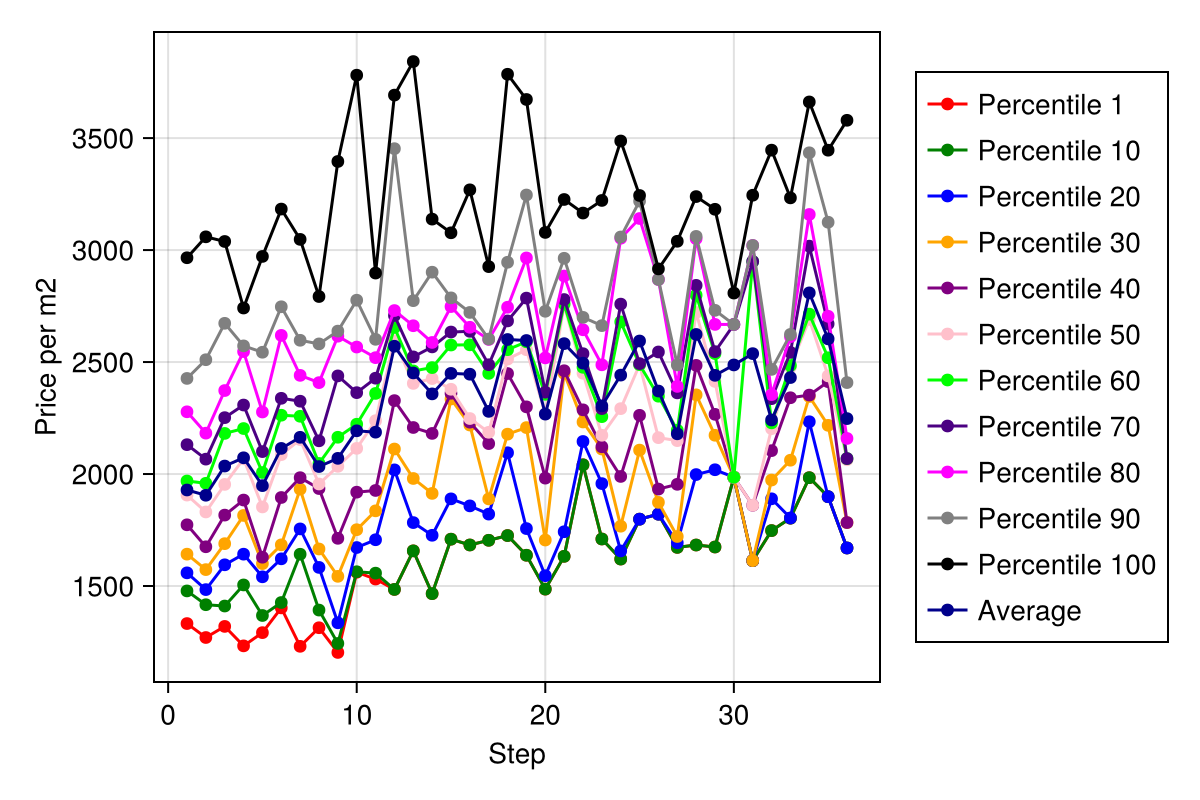 Price per m2
3500
3000
2500
2000
1500
0 10 20 30
Step
Percentile 1
Percentile 10
Percentile 20
Percentile 30
Percentile 40
Percentile 50
Percentile 60
Percentile 70
Percentile 80
Percentile 90
Percentile 100
Average